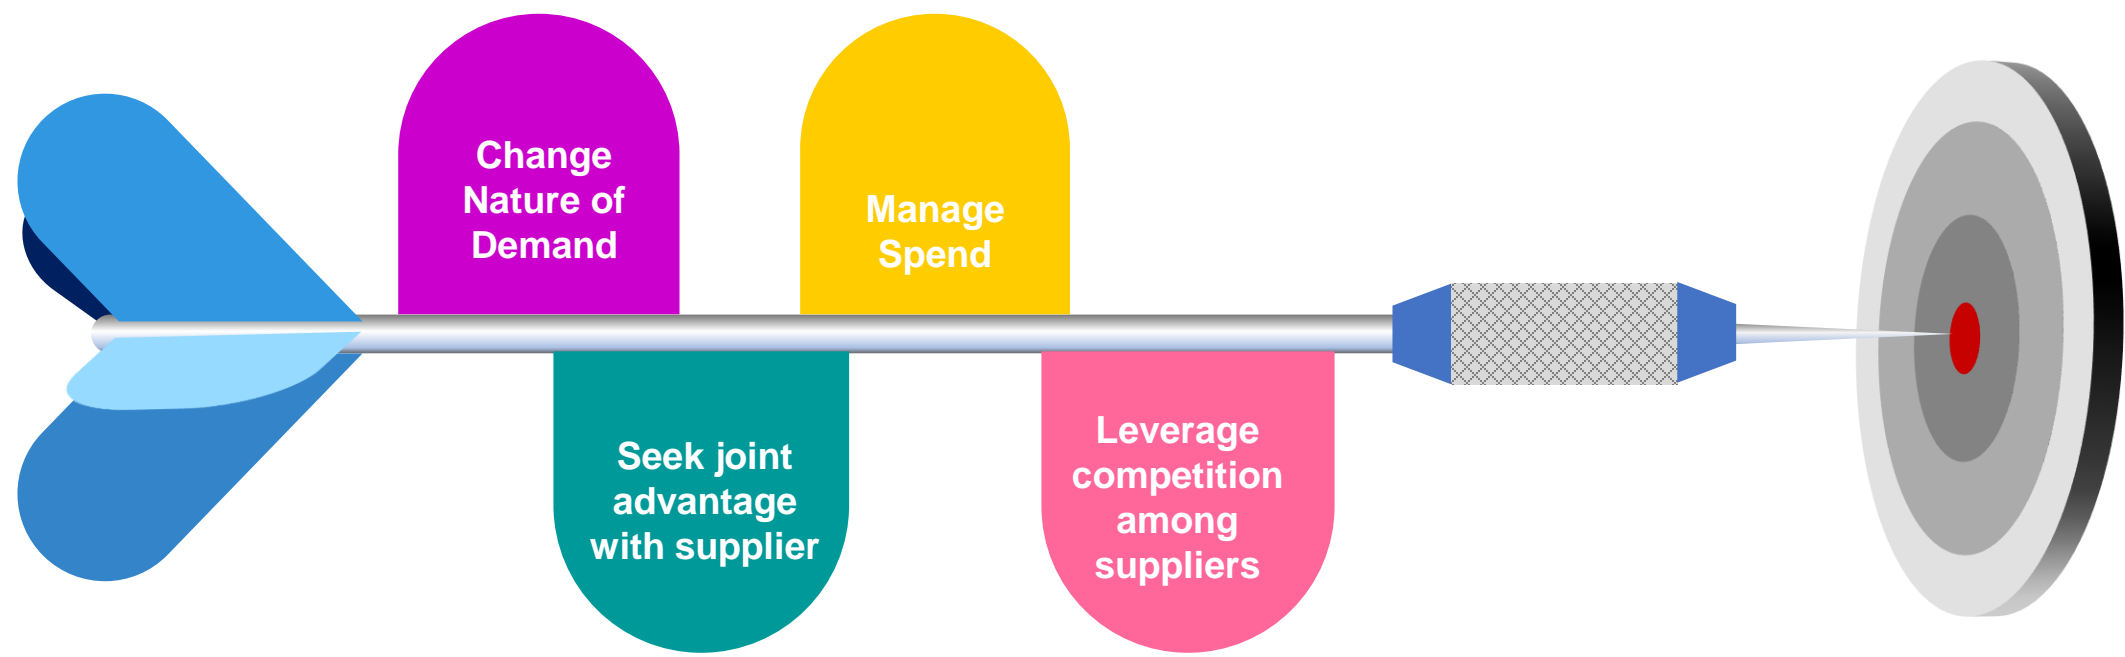 Change
Nature of
Demand
Manage
Spend
Seek joint
advantage
with supplier
Leverage
competition
among
suppliers